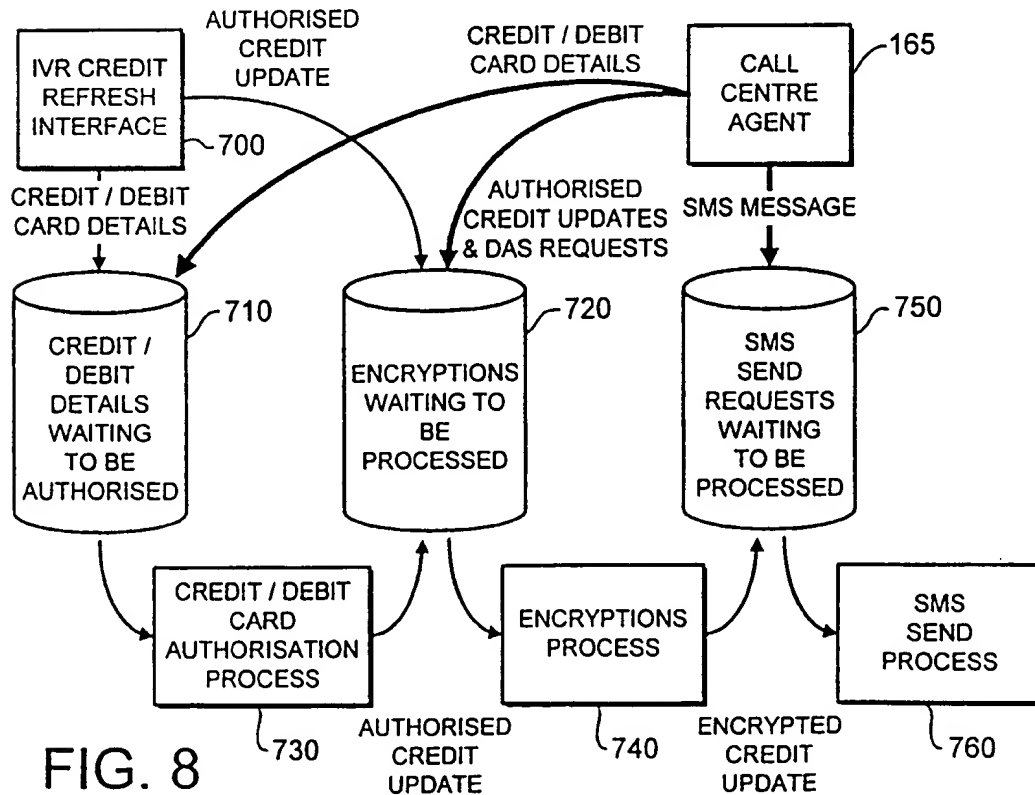 AUTHORISED
CREDIT
UPDATE
CREDIT / DEBIT
CARD DETAILS
165
IVR CREDIT
REFRESH
INTERFACE
700
CALL
CENTRE
AGENT
CREDIT / DEBIT
CARD DETAILS
AUTHORISED
CREDIT UPDATES
& DAS REQUESTS
SMS MESSAGE
710
720
750
CREDIT /
DEBIT
DETAILS
WAITING
TO BE
AUTHORISED
ENCRYPTIONS
WAITING TO
BE
PROCESSED
SMS
SEND
REQUESTS
WAITING
TO BE
PROCESSED
CREDIT / DEBIT
CARD
AUTHORISATION
PROCESS
ENCRYPTIONS
PROCESS
SMS
SEND
PROCESS
730
AUTHORISED
CREDIT
UPDATE
740
ENCRYPTED
CREDIT
UPDATE
760
FIG. 8